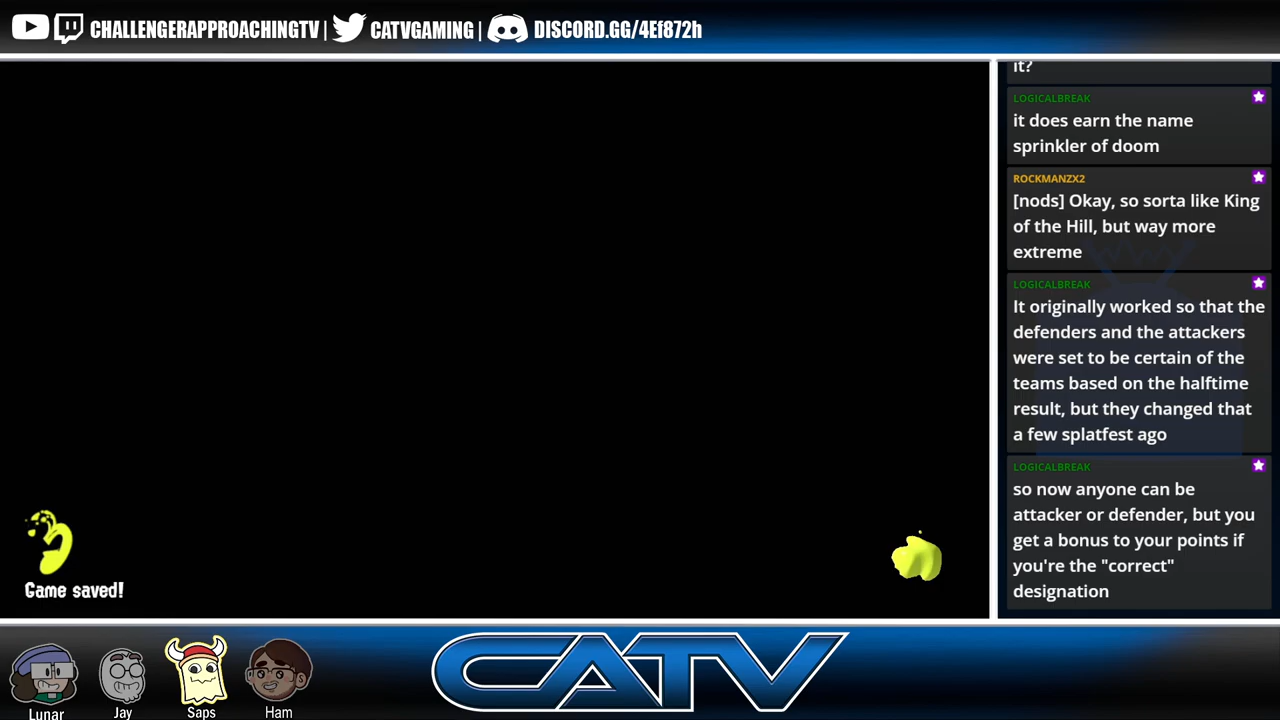 CHALLENGERAPPROACHINGTV | CATVGAMING | DISCORD.GG/4Ef872h
it?
LOGICALBREAK
it does earn the name
sprinkler of doom
ROCKMANZX2
[nods] Okay, so sorta like King
of the Hill, but way more
extreme
LOGICALBREAK
It originally worked so that the
defenders and the attackers
were set to be certain of the
teams based on the halftime
result, but they changed that
a few splatfest ago
LOGICALBREAK
so now anyone can be
attacker or defender, but you
get a bonus to your points if
you're the "correct"
designation
Game saved!
Lunar
Jay
Saps
Ham
CATV